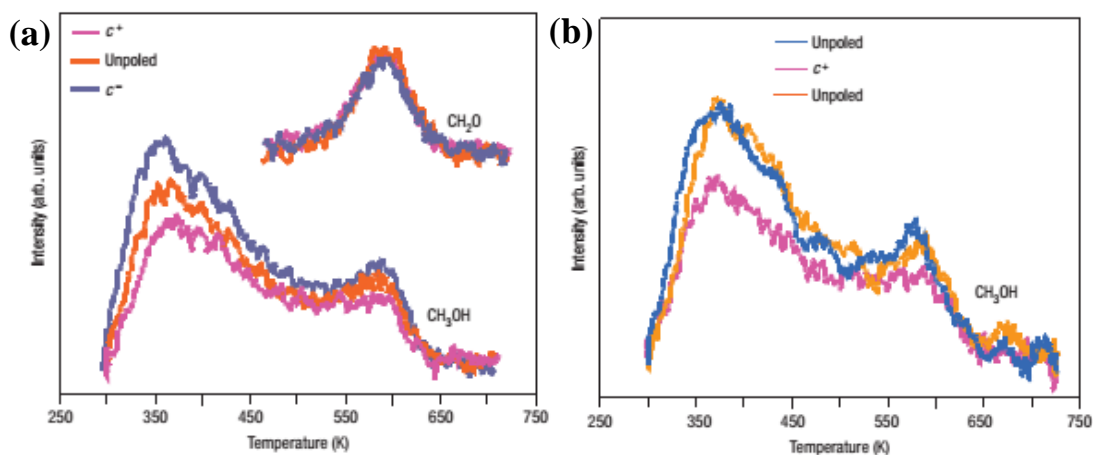 (a)
c+
Unpoled
c-
CH2O
CH3OH
Intensity (arb. units)
250 350 450 550 650 750
Temperature (K)
(b)
Unpoled
c+
Unpoled
CH3OH
Intensity (arb. units)
250 350 450 550 650 750
Temperature (K)